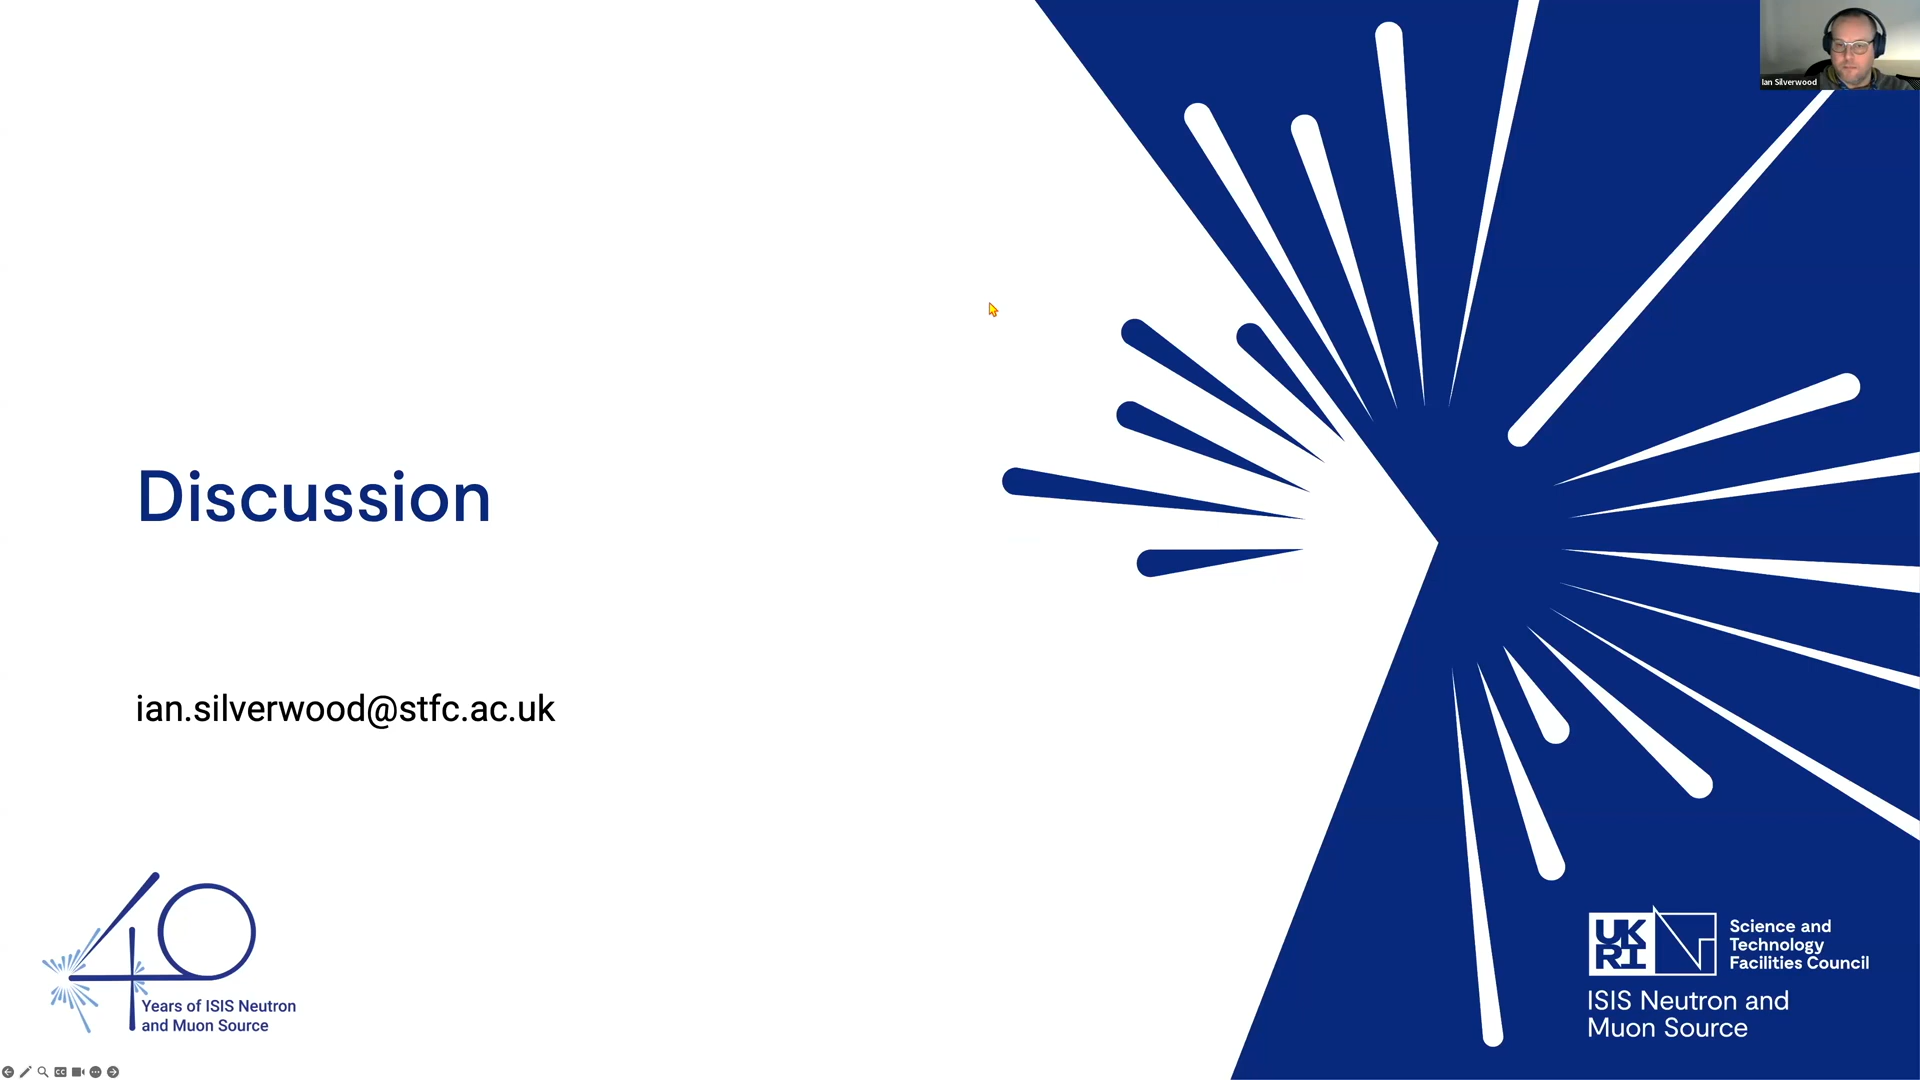 Ian Silverwood
Discussion
ian.silverwood@stfc.ac.uk
40
Years of ISIS Neutron
and Muon Source
UK
RI
Science and
Technology
Facilities Council
ISIS Neutron and
Muon Source